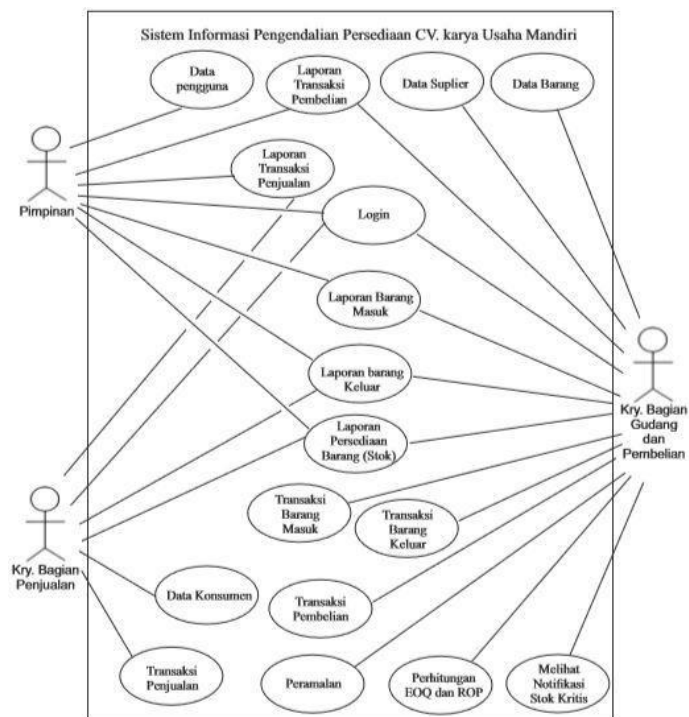 Sistem Informasi Pengendalian Persediaan CV. karya Usaha Mandiri
Data
pengguna
Laporan
Transaksi
Pembelian
Data Suplier
Data Barang
Laporan
Transaksi
Penjualan
Pimpinan
Login
Laporan Barang
Masuk
Laporan barang
Keluar
Kry. Bagian
Gudang
dan
Pembelian
Laporan
Persediaan
Barang (Stok)
Transaksi
Barang
Masuk
Transaksi
Barang
Keluar
Kry. Bagian
Penjualan
Data Konsumen
Transaksi
Pembelian
Transaksi
Penjualan
Peramalan
Perhitungan
EOQ dan ROP
Melihat
Notifikasi
Stok Kritis